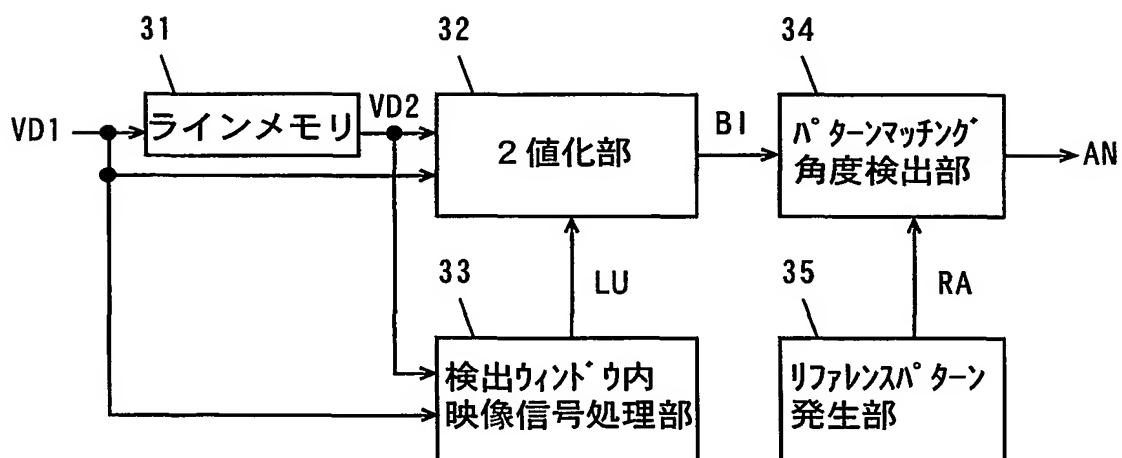 31
32
34
VD1
ラインメモリ
VD2
2値化部
BI
パターンマッチング
角度検出部
AN
33
LU
35
RA
検出ウィンドウ内
映像信号処理部
リファレンスパターン
発生部